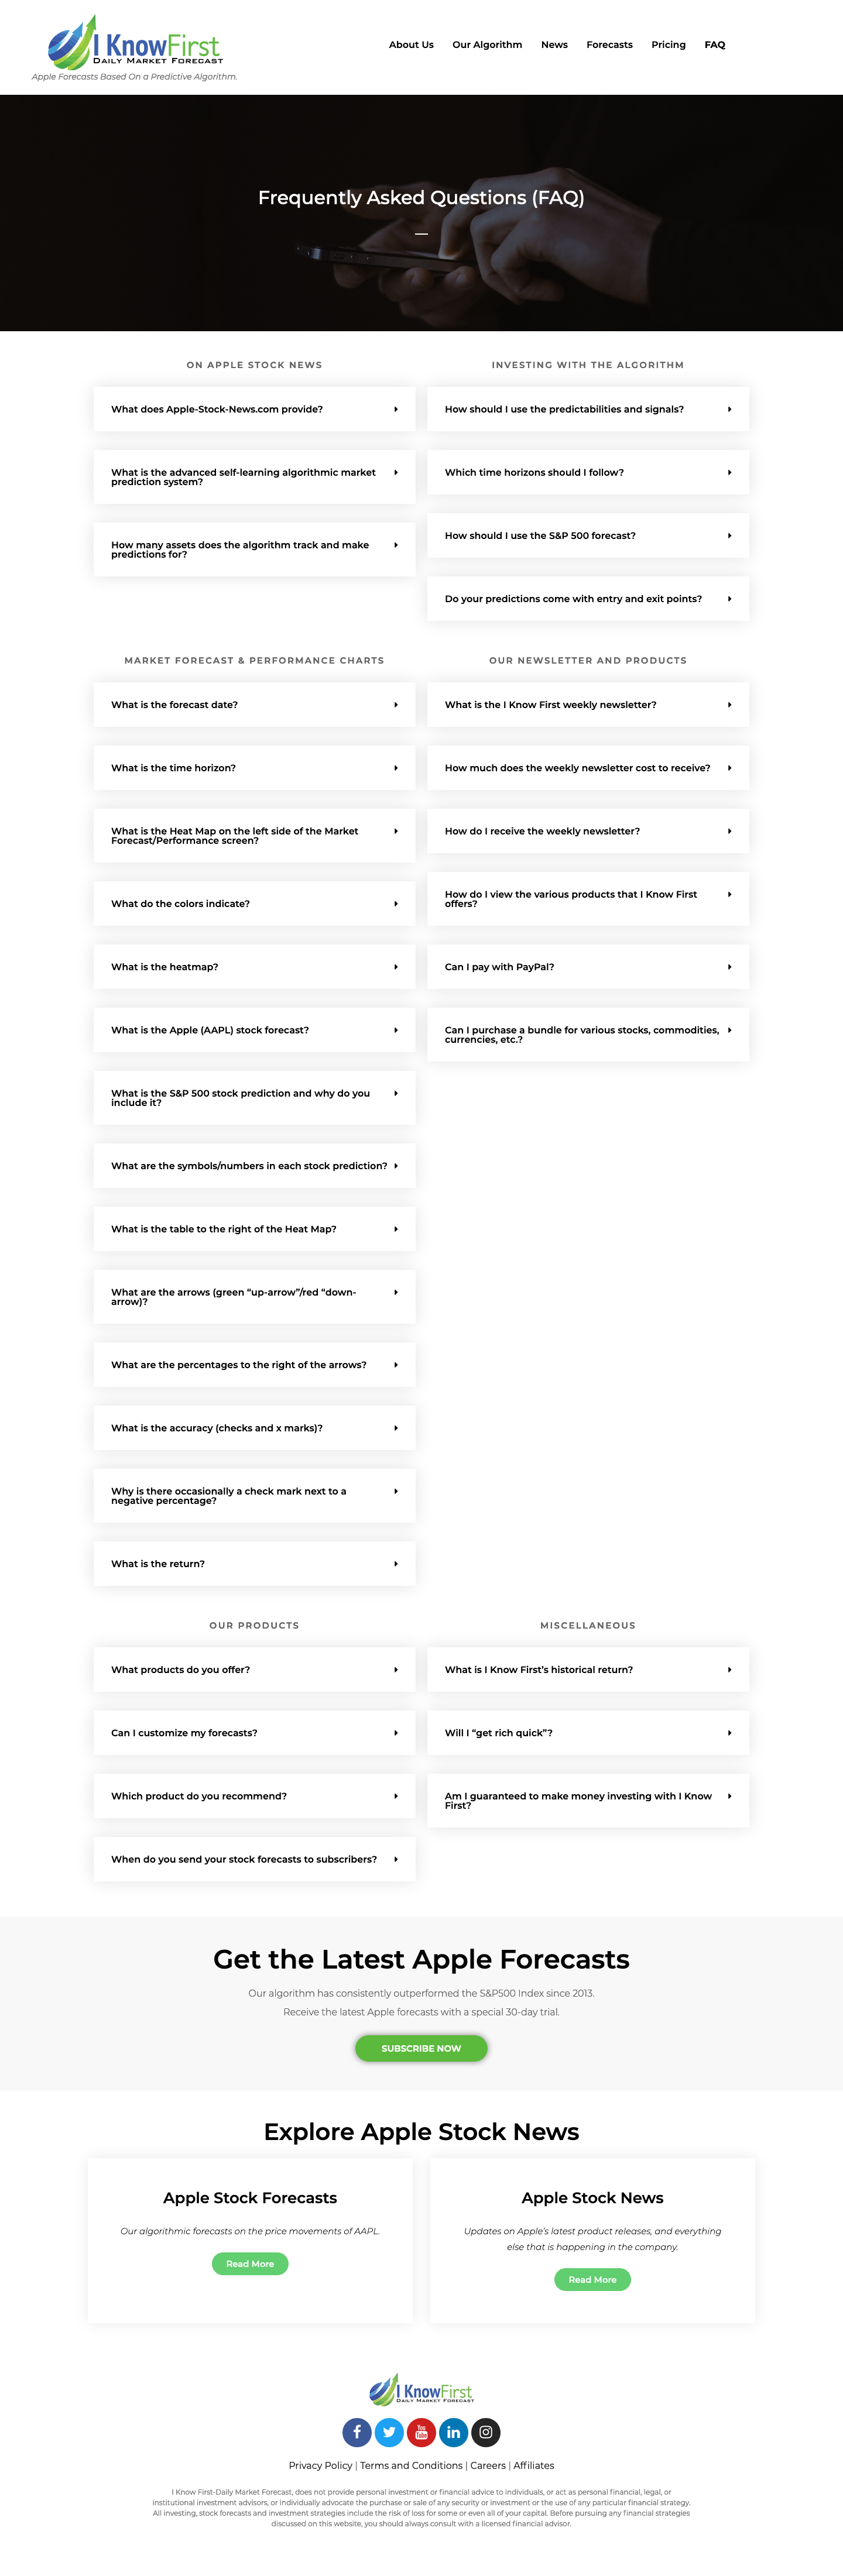 I KnowFirst
DAILY MARKET FORECAST
Apple Forecasts Based On a Predictive Algorithm.
About Us
Our Algorithm
News
Forecasts
Pricing
FAQ
Frequently Asked Questions (FAQ)
ON APPLE STOCK NEWS
What does Apple-Stock-News.com provide?
What is the advanced self-learning algorithmic market
prediction system?
How many assets does the algorithm track and make
predictions for?
INVESTING WITH THE ALGORITHM
How should I use the predictabilities and signals?
Which time horizons should I follow?
How should I use the S&P 500 forecast?
Do your predictions come with entry and exit points?
MARKET FORECAST & PERFORMANCE CHARTS
What is the forecast date?
What is the time horizon?
What is the Heat Map on the left side of the Market
Forecast/Performance screen?
What do the colors indicate?
What is the heatmap?
What is the Apple (AAPL) stock forecast?
What is the S&P 500 stock prediction and why do you
include it?
What are the symbols/numbers in each stock prediction?
What is the table to the right of the Heat Map?
What are the arrows (green “up-arrow”/red “down-
arrow)?
What are the percentages to the right of the arrows?
What is the accuracy (checks and x marks)?
Why is there occasionally a check mark next to a
negative percentage?
What is the return?
OUR NEWSLETTER AND PRODUCTS
What is the I Know First weekly newsletter?
How much does the weekly newsletter cost to receive?
How do I receive the weekly newsletter?
How do I view the various products that I Know First
offers?
Can I pay with PayPal?
Can I purchase a bundle for various stocks, commodities,
currencies, etc.?
OUR PRODUCTS
What products do you offer?
Can I customize my forecasts?
Which product do you recommend?
When do you send your stock forecasts to subscribers?
MISCELLANEOUS
What is I Know First’s historical return?
Will I “get rich quick”?
Am I guaranteed to make money investing with I Know
First?
Get the Latest Apple Forecasts
Our algorithm has consistently outperformed the S&P500 Index since 2013.
Receive the latest Apple forecasts with a special 30-day trial.
SUBSCRIBE NOW
Explore Apple Stock News
Apple Stock Forecasts
Our algorithmic forecasts on the price movements of AAPL.
Read More
Apple Stock News
Updates on Apple’s latest product releases, and everything
else that is happening in the company.
Read More
I KnowFirst
DAILY MARKET FORECAST
You
Tube
Privacy Policy | Terms and Conditions | Careers | Affiliates
I Know First-Daily Market Forecast, does not provide personal investment or financial advice to individuals, or act as personal financial, legal, or
institutional investment advisors, or individually advocate the purchase or sale of any security or investment or the use of any particular financial strategy.
All investing, stock forecasts and investment strategies include the risk of loss for some or even all of your capital. Before pursuing any financial strategies
discussed on this website, you should always consult with a licensed financial advisor.